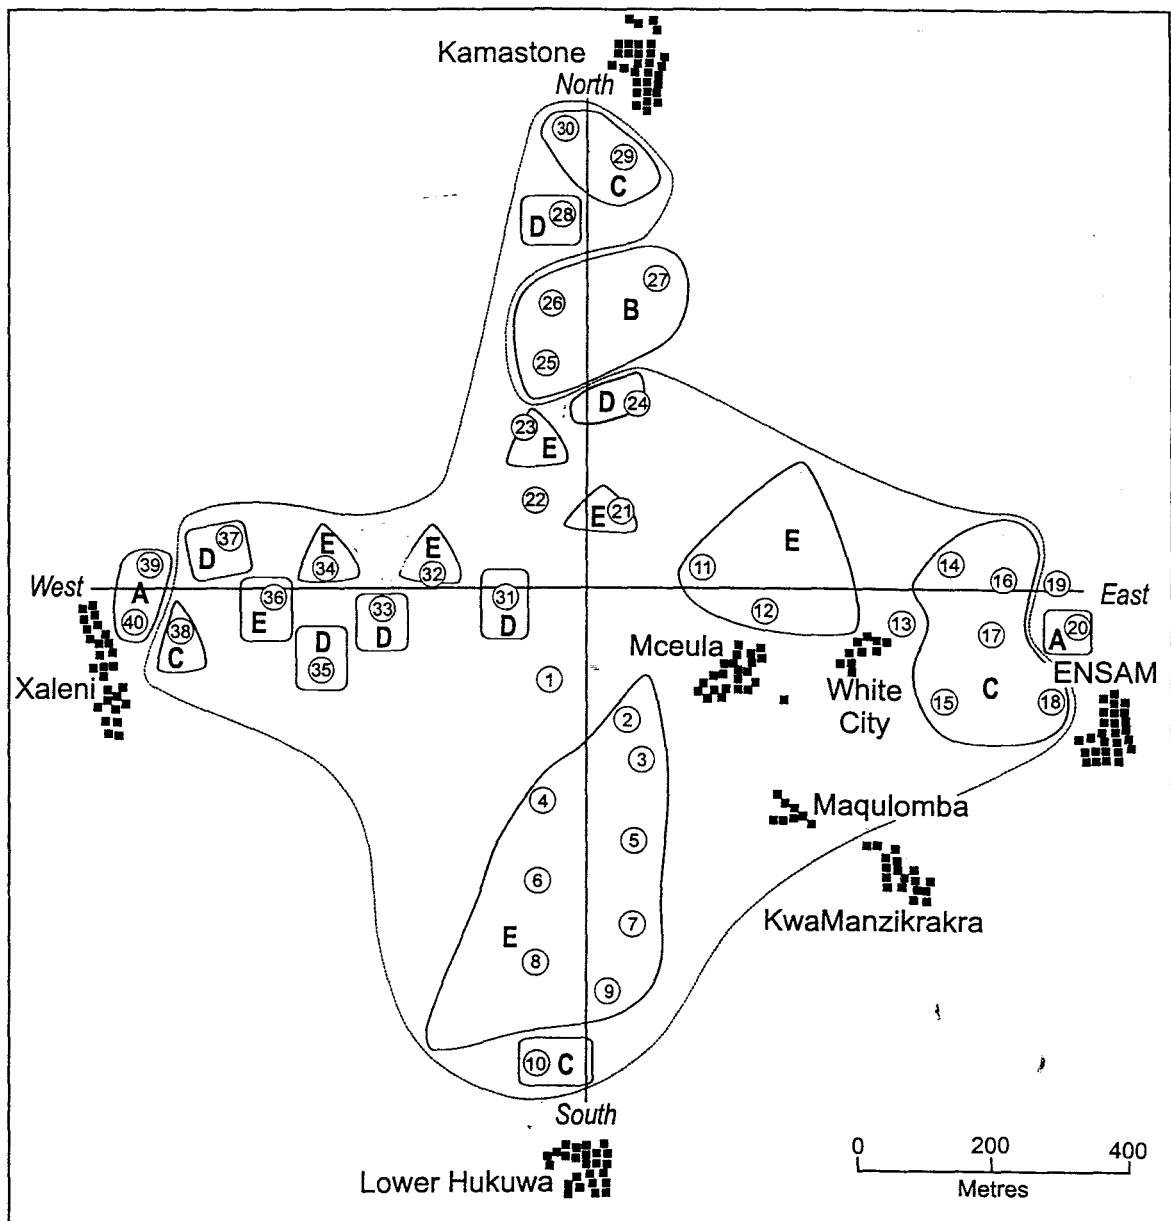 Kamastone
North
30
29
C
D 28
27
26
B
25
D 24
23
E
22
E 21
E
E
E
37
D
34
32
11
14
39
West
A
36
33
31
16
19
East
40
38
C
E
D
D
D
35
12
13
17
A 20
Xaleni
Mceula
White
City
ENSAM
1
C
15
18
2
3
4
Maqulomba
5
6
KwaManzikrakra
7
E
8
9
10 C
South
Lower Hukuwa
0 200 400
Metres